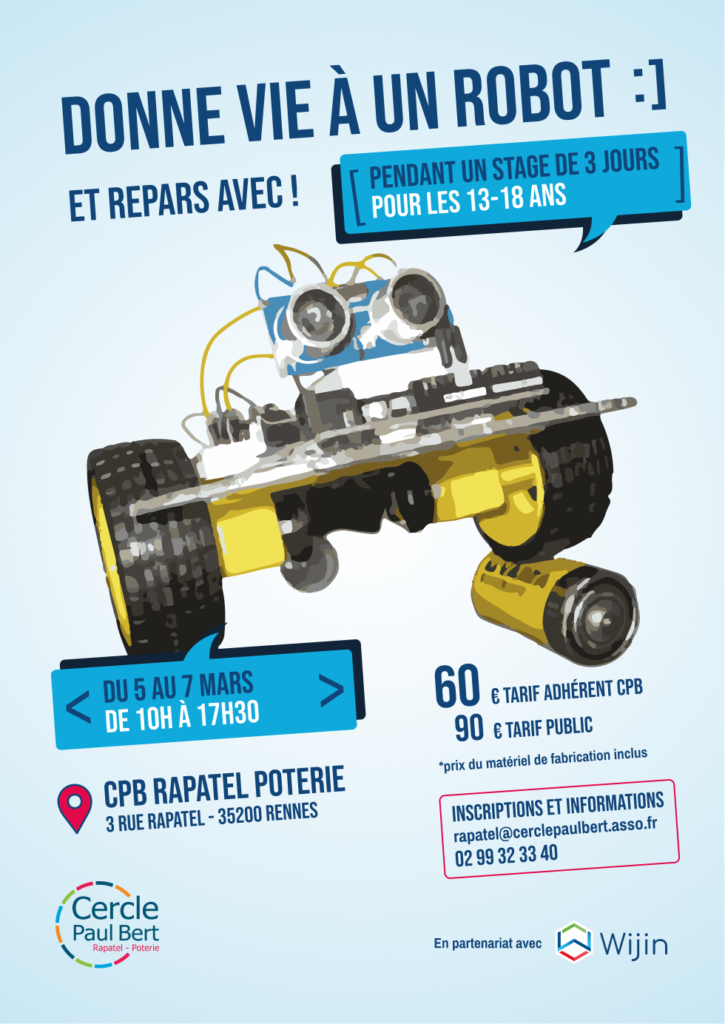 DONNE VIE À UN ROBOT :]
ET REPARS AVEC !
[ PENDANT UN STAGE DE 3 JOURS ]
POUR LES 13-18 ANS
< DU 5 AU 7 MARS >
DE 10H À 17H30
60 € TARIF ADHÉRENT CPB
90 € TARIF PUBLIC
*prix du matériel de fabrication inclus
CPB RAPATEL POTERIE
3 RUE RAPATEL - 35200 RENNES
INSCRIPTIONS ET INFORMATIONS
rapatel@cerclepaulbert.asso.fr
02 99 32 33 40
Cercle
Paul Bert
Rapatel - Poterie
En partenariat avec Wijin